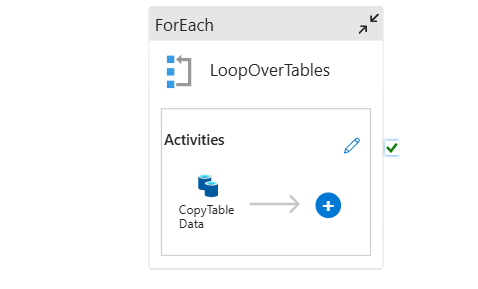 ForEach
LoopOverTables
Activities
CopyTable
Data